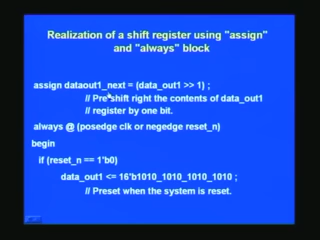 Realization of a shift register using "assign"
and "always" block
assign dataout1_next = (data_out1 >> 1) ;
// Pre shift right the contents of data_out1
// register by one bit.
always @ (posedge clk or negedge reset_n)
begin
if (reset_n == 1'b0)
data_out1 <= 16'b1010_1010_1010_1010 ;
// Preset when the system is reset.